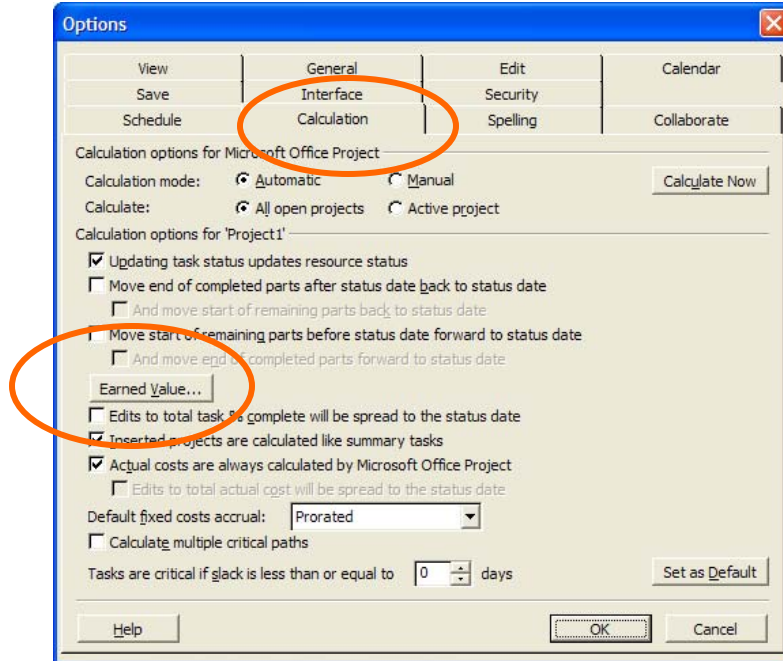 Options
View General Edit Calendar
Save Interface Security
Schedule Calculation Spelling Collaborate
Calculation options for Microsoft Office Project
Calculation mode: Automatic Manual Calculate Now
Calculate: All open projects Active project
Calculation options for 'Project1'
Updating task status updates resource status
Move end of completed parts after status date back to status date
And move start of remaining parts back to status date
Move start of remaining parts before status date forward to status date
And move end of completed parts forward to status date
Earned Value...
Edits to total task % complete will be spread to the status date
Inserted projects are calculated like summary tasks
Actual costs are always calculated by Microsoft Office Project
Edits to total actual cost will be spread to the status date
Default fixed costs accrual: Prorated
Calculate multiple critical paths
Tasks are critical if slack is less than or equal to 0 days Set as Default
Help OK Cancel